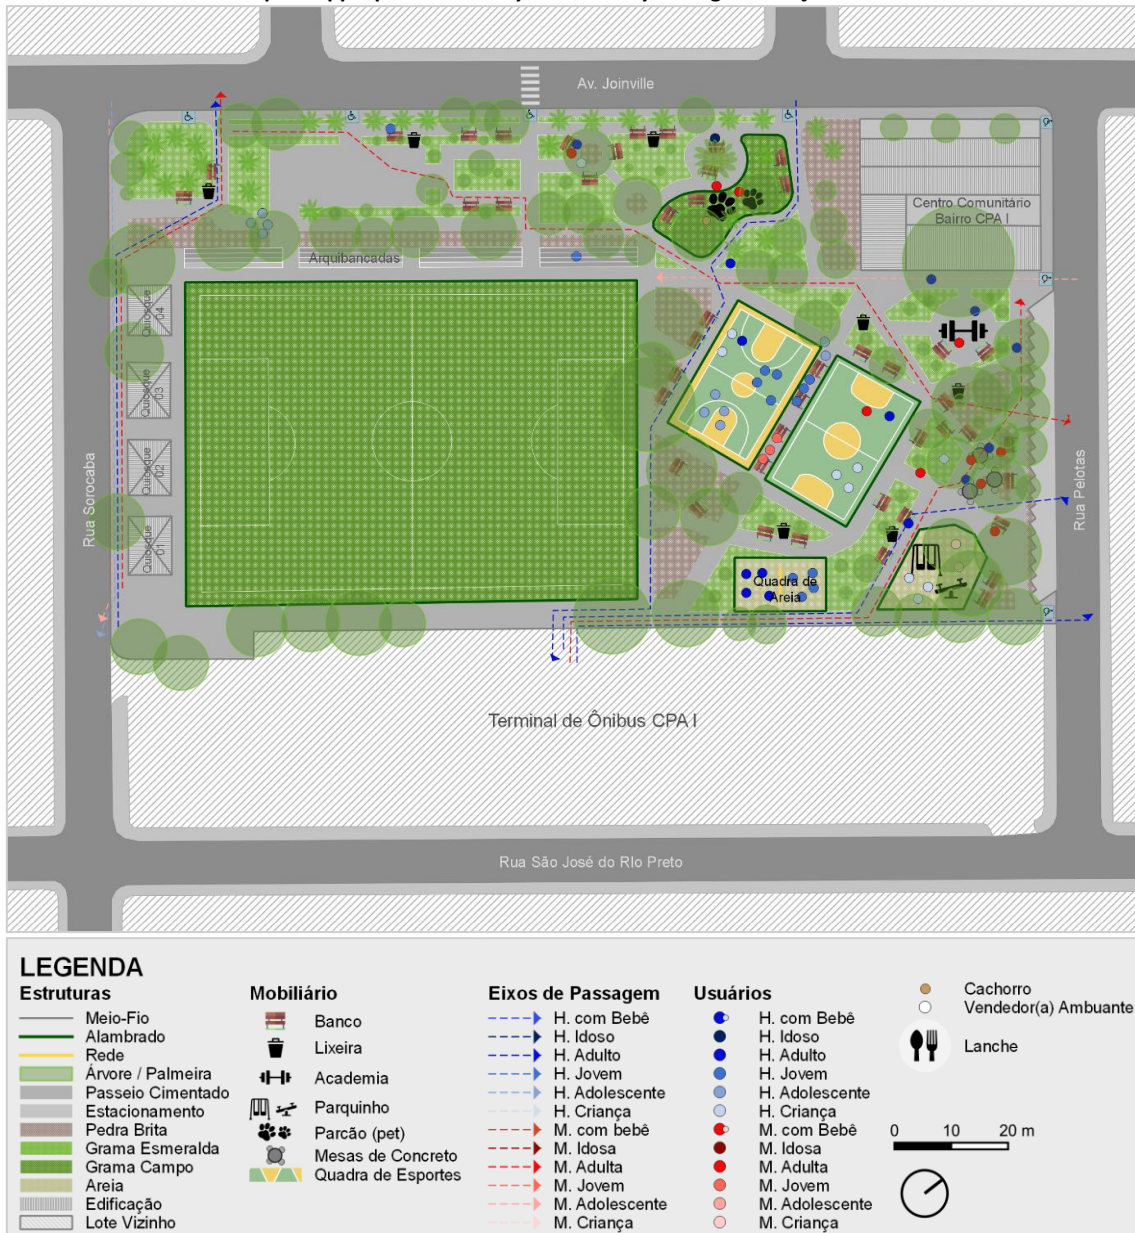 Av. Joinville
Centro Comunitário
Bairro CPA I
Arquibancadas
Quiosque
04
Quiosque
03
Quiosque
02
Quiosque
01
Rua Sorocaba
Rua Pelotas
Quadra de
Areia
Terminal de Ônibus CPA I
Rua São José do RIo Preto
LEGENDA
Estruturas
Meio-Fio
Alambrado
Rede
Árvore / Palmeira
Passeio Cimentado
Estacionamento
Pedra Brita
Grama Esmeralda
Grama Campo
Areia
Edificação
Lote Vizinho
Mobiliário
Banco
Lixeira
Academia
Parquinho
Parcão (pet)
Mesas de Concreto
Quadra de Esportes
Eixos de Passagem
H. com Bebê
H. Idoso
H. Adulto
H. Jovem
H. Adolescente
H. Criança
M. com bebê
M. Idosa
M. Adulta
M. Jovem
M. Adolescente
M. Criança
Usuários
H. com Bebê
H. Idoso
H. Adulto
H. Jovem
H. Adolescente
H. Criança
M. com Bebê
M. Idosa
M. Adulta
M. Jovem
M. Adolescente
M. Criança
Cachorro
Vendedor(a) Ambuante
Lanche
0 10 20 m